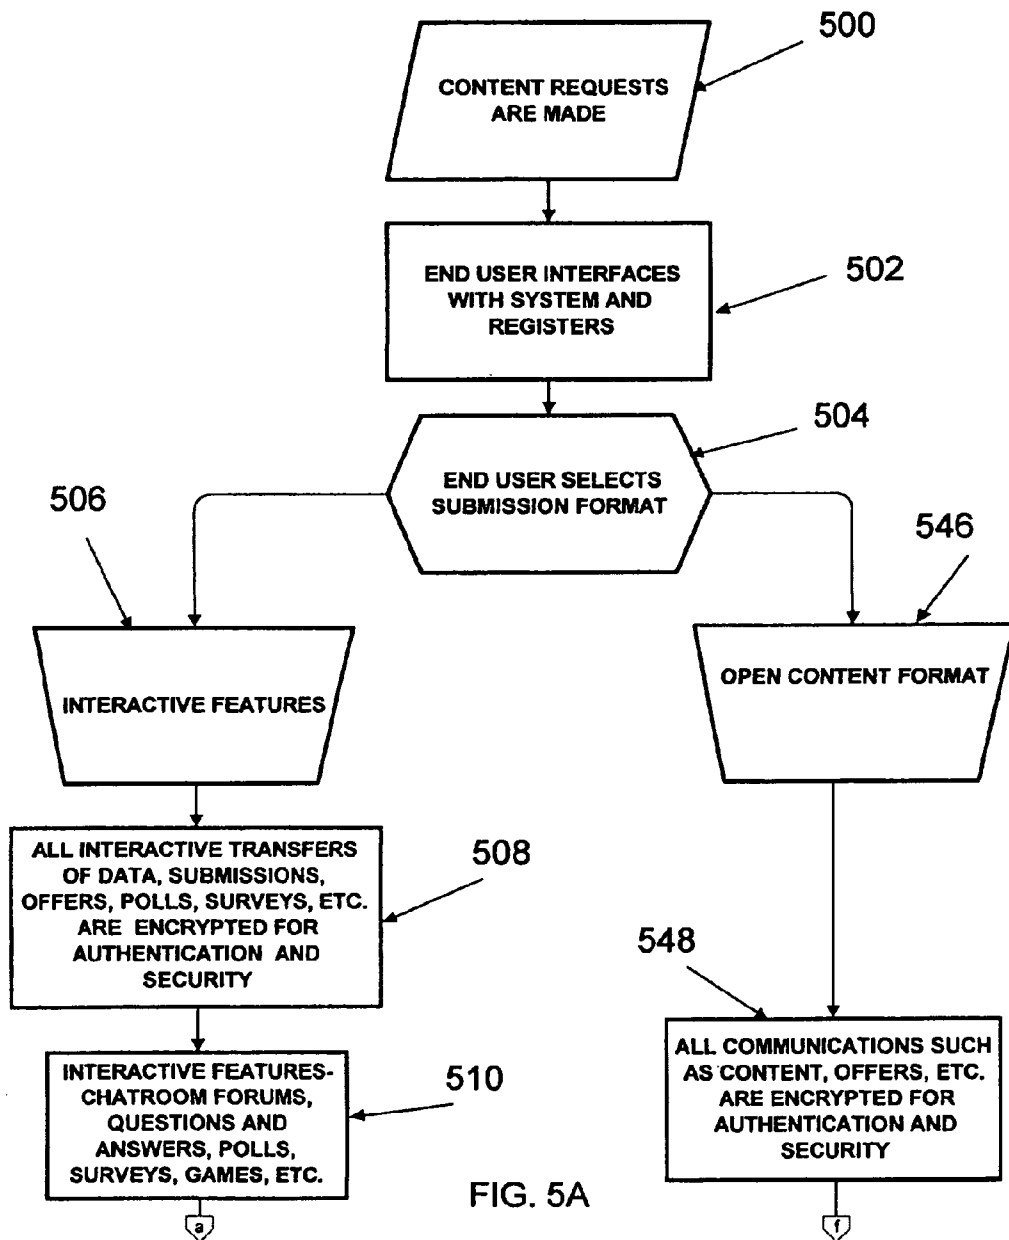 500
CONTENT REQUESTS
ARE MADE
END USER INTERFACES
WITH SYSTEM AND
REGISTERS
502
504
END USER SELECTS
SUBMISSION FORMAT
506
546
INTERACTIVE FEATURES
OPEN CONTENT FORMAT
ALL INTERACTIVE TRANSFERS
OF DATA, SUBMISSIONS,
OFFERS, POLLS, SURVEYS, ETC.
ARE ENCRYPTED FOR
AUTHENTICATION AND
SECURITY
508
548
INTERACTIVE FEATURES-
CHATROOM FORUMS,
QUESTIONS AND
ANSWERS, POLLS,
SURVEYS, GAMES, ETC.
510
ALL COMMUNICATIONS SUCH
AS CONTENT, OFFERS, ETC.
ARE ENCRYPTED FOR
AUTHENTICATION AND
SECURITY
FIG. 5A
a
f